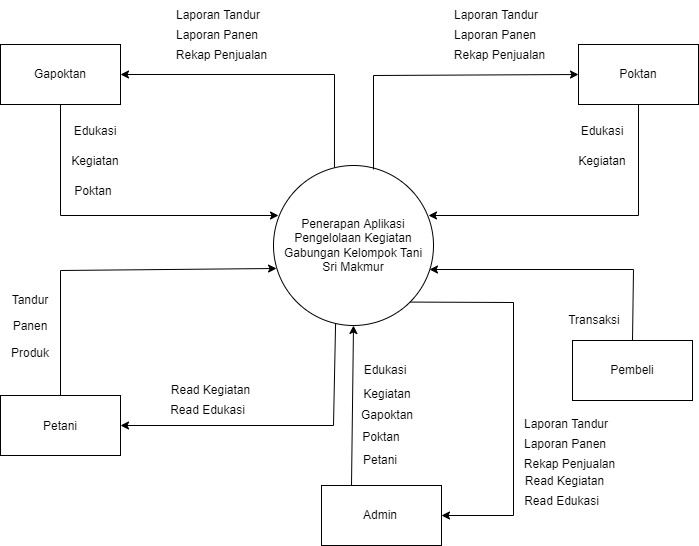 Laporan Tandur
Laporan Panen
Rekap Penjualan
Laporan Tandur
Laporan Panen
Rekap Penjualan
Gapoktan
Poktan
Edukasi
Kegiatan
Poktan
Edukasi
Kegiatan
Penerapan Aplikasi
Pengelolaan Kegiatan
Gabungan Kelompok Tani
Sri Makmur
Tandur
Panen
Produk
Transaksi
Pembeli
Read Kegiatan
Read Edukasi
Petani
Edukasi
Kegiatan
Gapoktan
Poktan
Petani
Laporan Tandur
Laporan Panen
Rekap Penjualan
Read Kegiatan
Read Edukasi
Admin